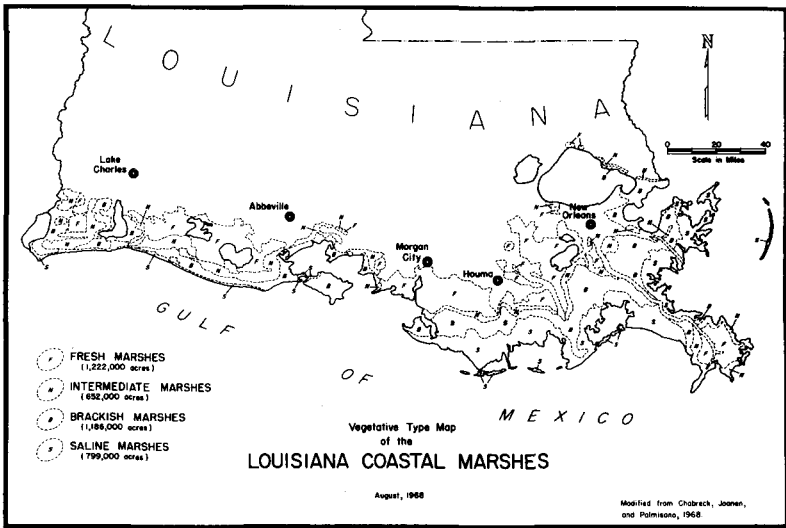 LOUISIANA
N
0 20 40
Scale in Miles
Lake
Charles
Abbeville
Morgan
City
Houma
New
Orleans
GULF
OF
MEXICO
F FRESH MARSHES
(1,222,000 acres)
N INTERMEDIATE MARSHES
(652,000 acres)
B BRACKISH MARSHES
(1,186,000 acres)
S SALINE MARSHES
(799,000 acres)
Vegetative Type Map
of the
LOUISIANA COASTAL MARSHES
August, 1968
Modified from Chabreck, Joanen,
and Palmisano, 1968.